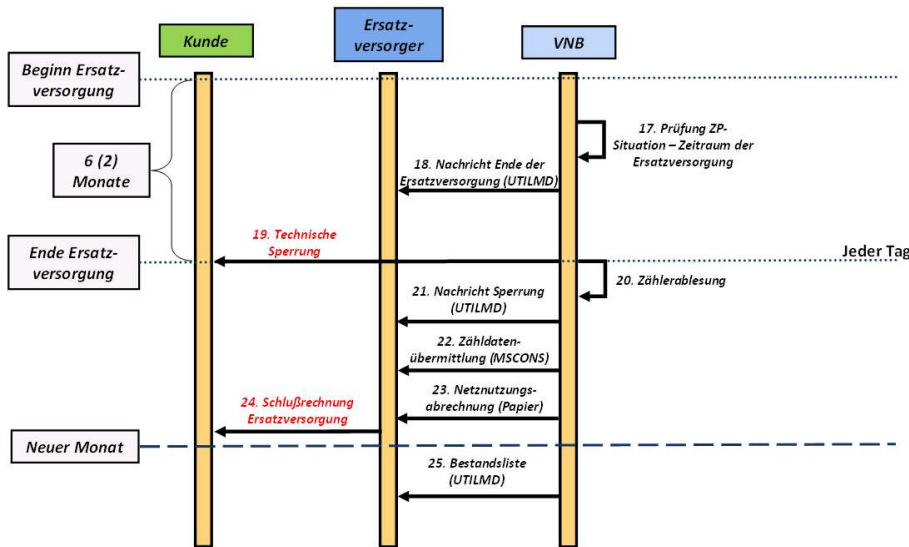 Kunde
Ersatz-
versorger
VNB
Beginn Ersatz-
versorgung
17. Prüfung ZP-
Situation – Zeitraum der
Ersatzversorgung
6 (2)
Monate
18. Nachricht Ende der
Ersatzversorgung (UTILMD)
19. Technische
Sperrung
Ende Ersatz-
versorgung
Jeder Tag
20. Zählerablesung
21. Nachricht Sperrung
(UTILMD)
22. Zähldaten-
übermittlung (MSCONS)
23. Netznutzungs-
abrechnung (Papier)
24. Schlußrechnung
Ersatzversorgung
Neuer Monat
25. Bestandsliste
(UTILMD)